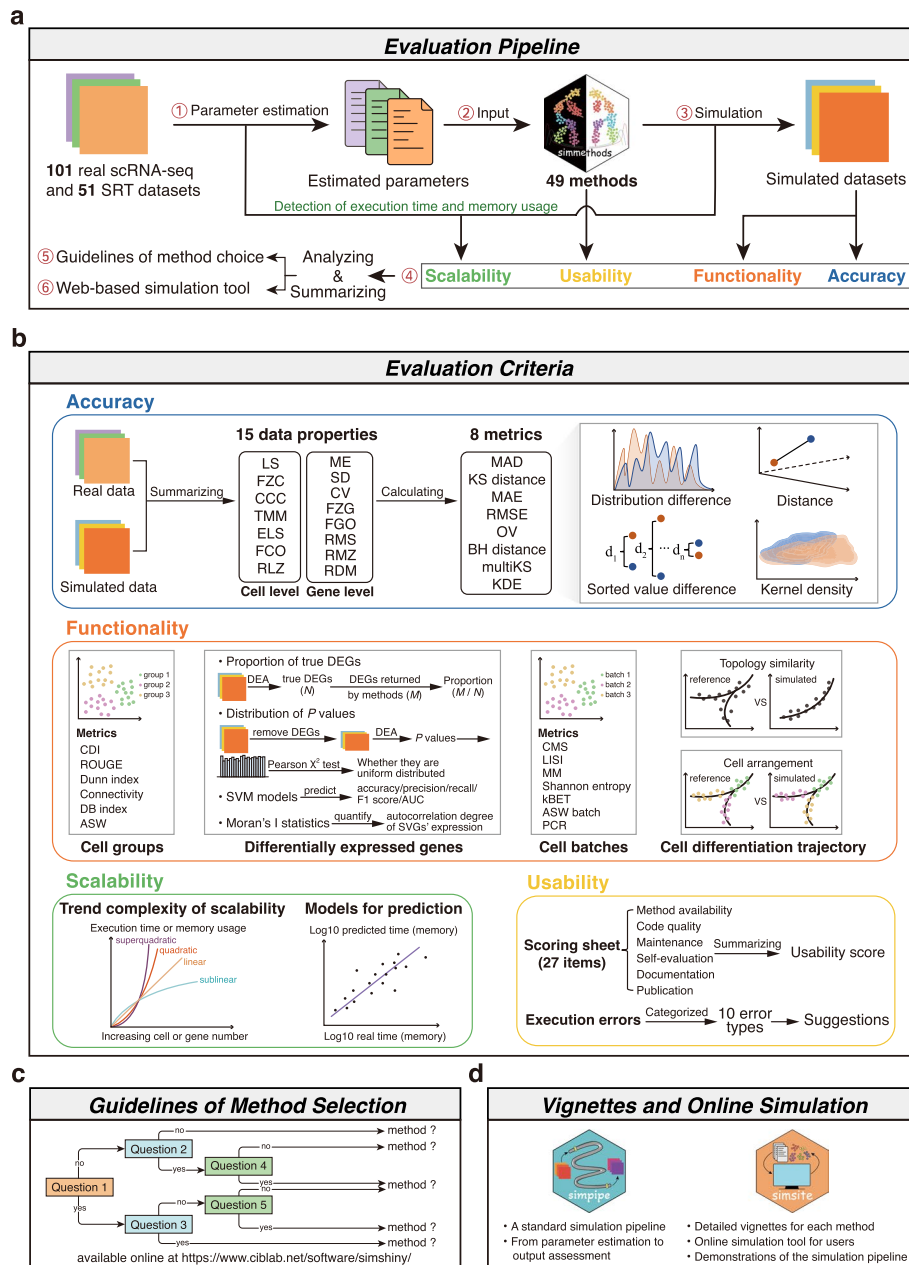 a
Evaluation Pipeline
① Parameter estimation
② Input
③ Simulation
simmethods
101 real scRNA-seq
and 51 SRT datasets
Estimated parameters
49 methods
Simulated datasets
Detection of execution time and memory usage
⑤ Guidelines of method choice
⑥ Web-based simulation tool
Analyzing
&
Summarizing
④
Scalability
Usability
Functionality
Accuracy
b
Evaluation Criteria
Accuracy
Real data
Simulated data
Summarizing
15 data properties
LS
FZC
CCC
TMM
ELS
FCO
RLZ
Cell level
ME
SD
CV
FZG
FGO
RMS
RMZ
RDM
Gene level
Calculating
8 metrics
MAD
KS distance
MAE
RMSE
OV
BH distance
multiKS
KDE
Distribution difference
Distance
d1 d2 ··· dn
Sorted value difference
Kernel density
Functionality
group 1
group 2
group 3
Metrics
CDI
ROUGE
Dunn index
Connectivity
DB index
ASW
Cell groups
• Proportion of true DEGs
DEA
true DEGs
(N)
DEGs returned
by methods (M)
Proportion
(M / N)
• Distribution of P values
remove DEGs
DEA
P values
Pearson X² test
Whether they are
uniform distributed
• SVM models
predict
accuracy/precision/recall/
F1 score/AUC
• Moran's I statistics
quantify
autocorrelation degree
of SVGs' expression
Differentially expressed genes
batch 1
batch 2
batch 3
Metrics
CMS
LISI
MM
Shannon entropy
kBET
ASW batch
PCR
Cell batches
Topology similarity
reference
VS
simulated
Cell arrangement
reference
VS
simulated
Cell differentiation trajectory
Scalability
Trend complexity of scalability
Execution time or memory usage
superquadratic
quadratic
linear
sublinear
Increasing cell or gene number
Models for prediction
Log10 predicted time (memory)
Log10 real time (memory)
Usability
Scoring sheet
(27 items)
Method availability
Code quality
Maintenance
Self-evaluation
Documentation
Publication
Summarizing
Usability score
Execution errors
Categorized
10 error
types
Suggestions
c
Guidelines of Method Selection
Question 1
no
yes
Question 2
no
yes
Question 3
no
yes
Question 4
no
yes
Question 5
no
yes
method ?
method ?
method ?
method ?
method ?
available online at https://www.ciblab.net/software/simshiny/
d
Vignettes and Online Simulation
simpipe
• A standard simulation pipeline
• From parameter estimation to
output assessment
simsite
• Detailed vignettes for each method
• Online simulation tool for users
• Demonstrations of the simulation pipeline